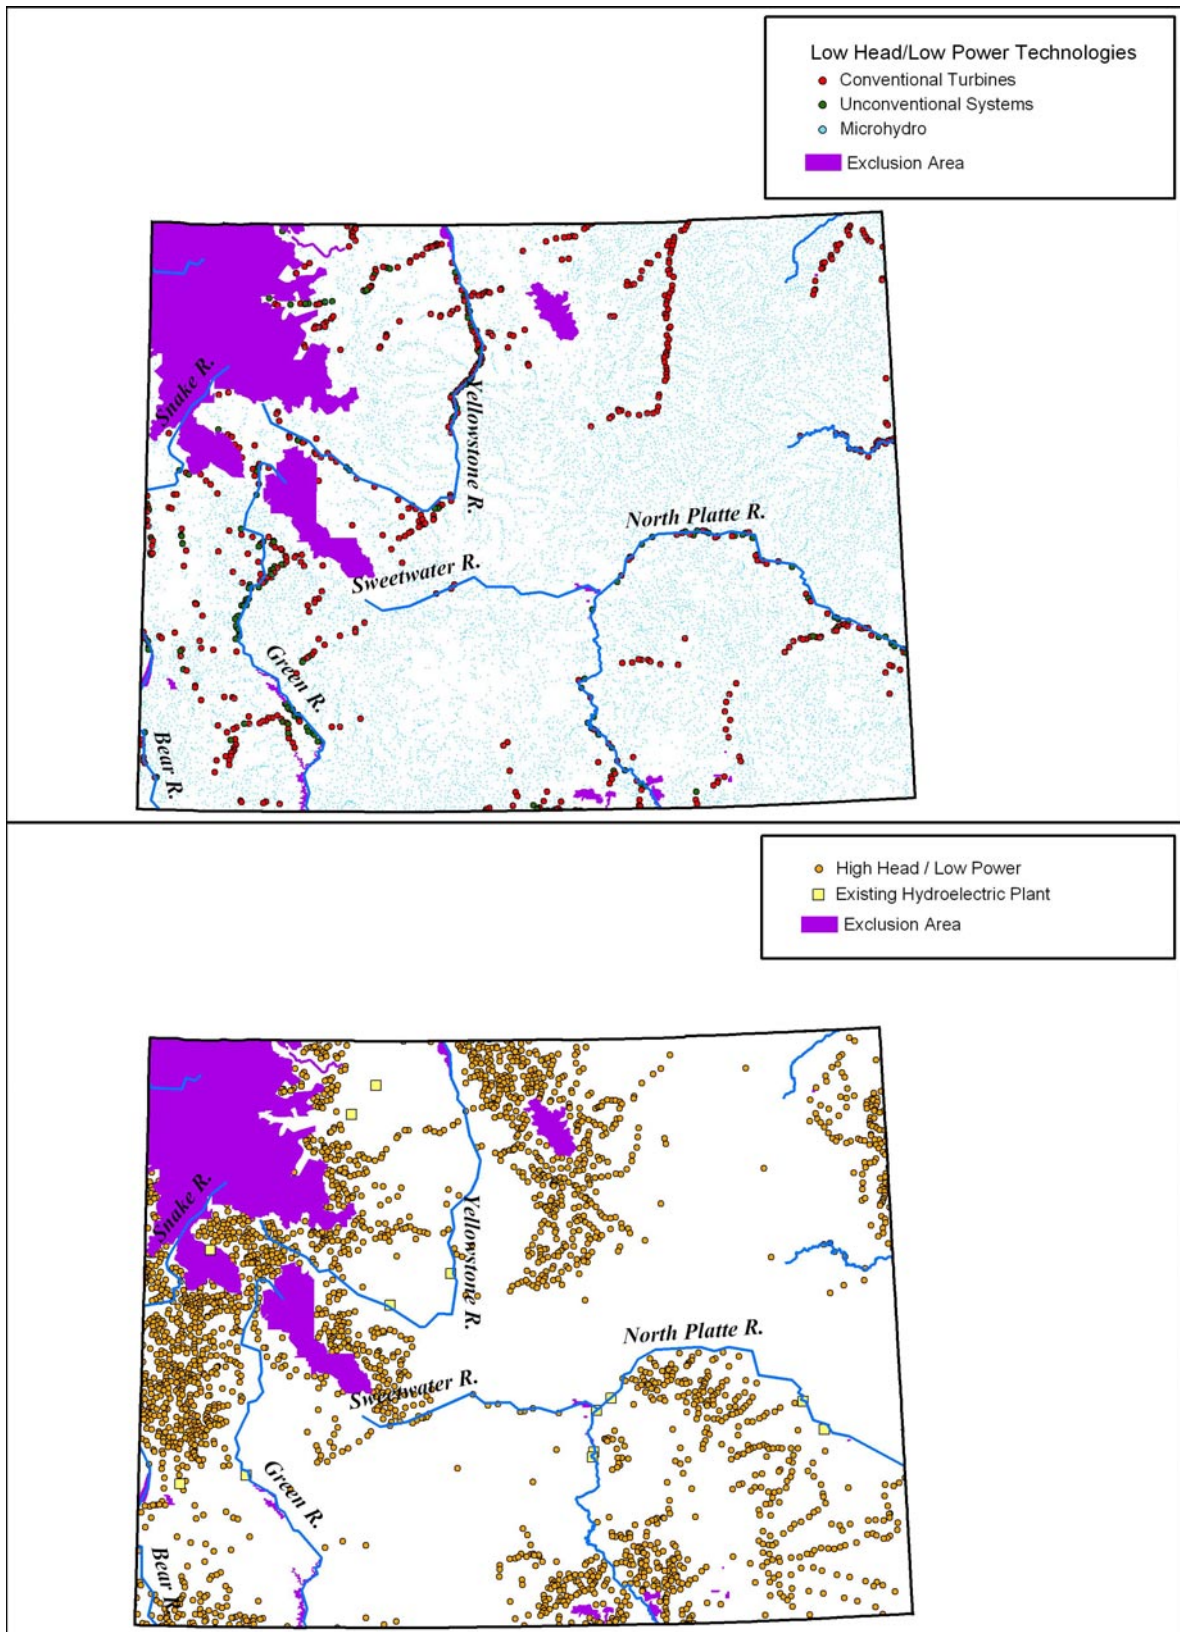 Low Head/Low Power Technologies
Conventional Turbines
Unconventional Systems
Microhydro
Exclusion Area
Snake R.
Yellowstone R.
North Platte R.
Sweetwater R.
Green R.
Bear R.
High Head / Low Power
Existing Hydroelectric Plant
Exclusion Area
Snake R.
Yellowstone R.
North Platte R.
Sweetwater R.
Green R.
Bear R.